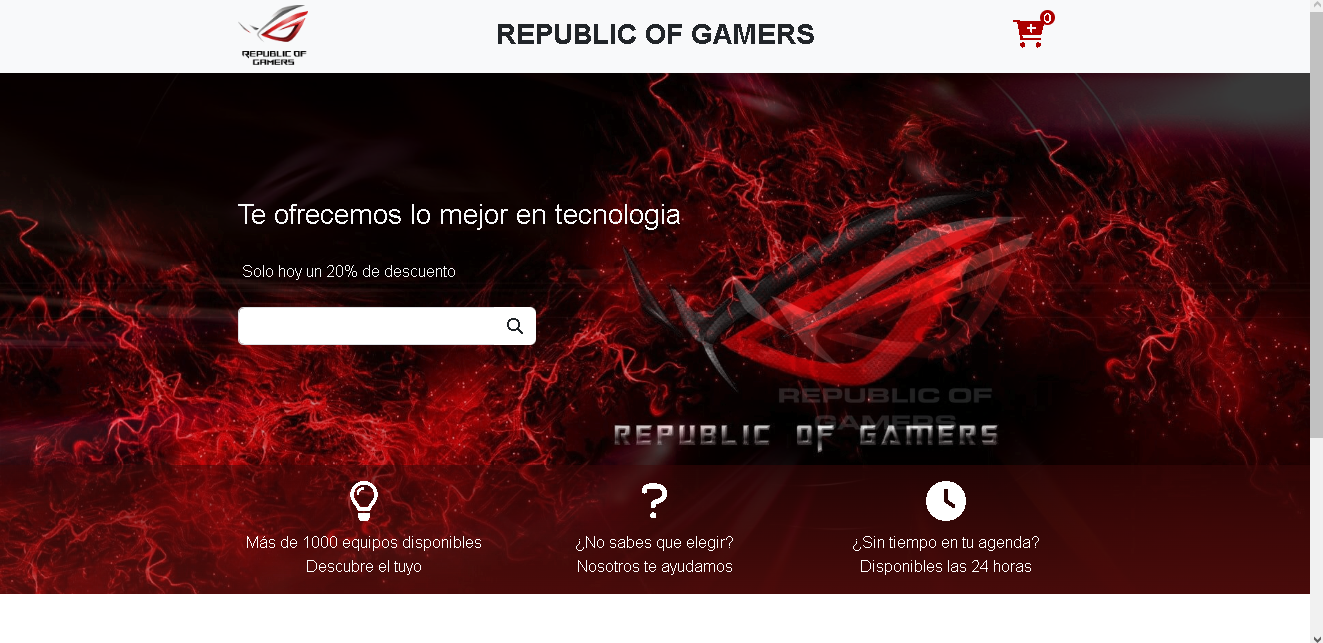 REPUBLIC OF
GAMERS
REPUBLIC OF GAMERS
0
Te ofrecemos lo mejor en tecnologia
Solo hoy un 20% de descuento
REPUBLIC OF
GAMERS
REPUBLIC OF GAMERS
Más de 1000 equipos disponibles
Descubre el tuyo
?
¿No sabes que elegir?
Nosotros te ayudamos
¿Sin tiempo en tu agenda?
Disponibles las 24 horas